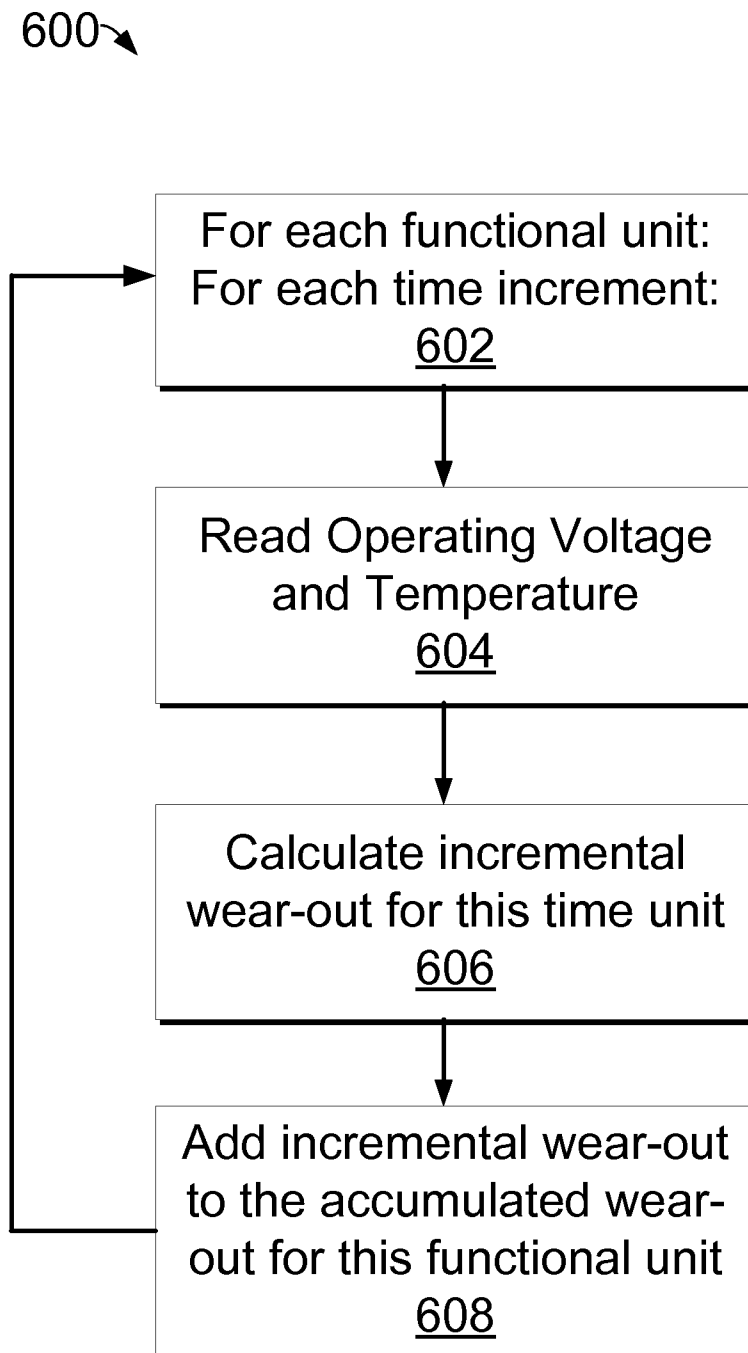 600
For each functional unit:
For each time increment:
602
Read Operating Voltage
and Temperature
604
Calculate incremental
wear-out for this time unit
606
Add incremental wear-out
to the accumulated wear-
out for this functional unit
608